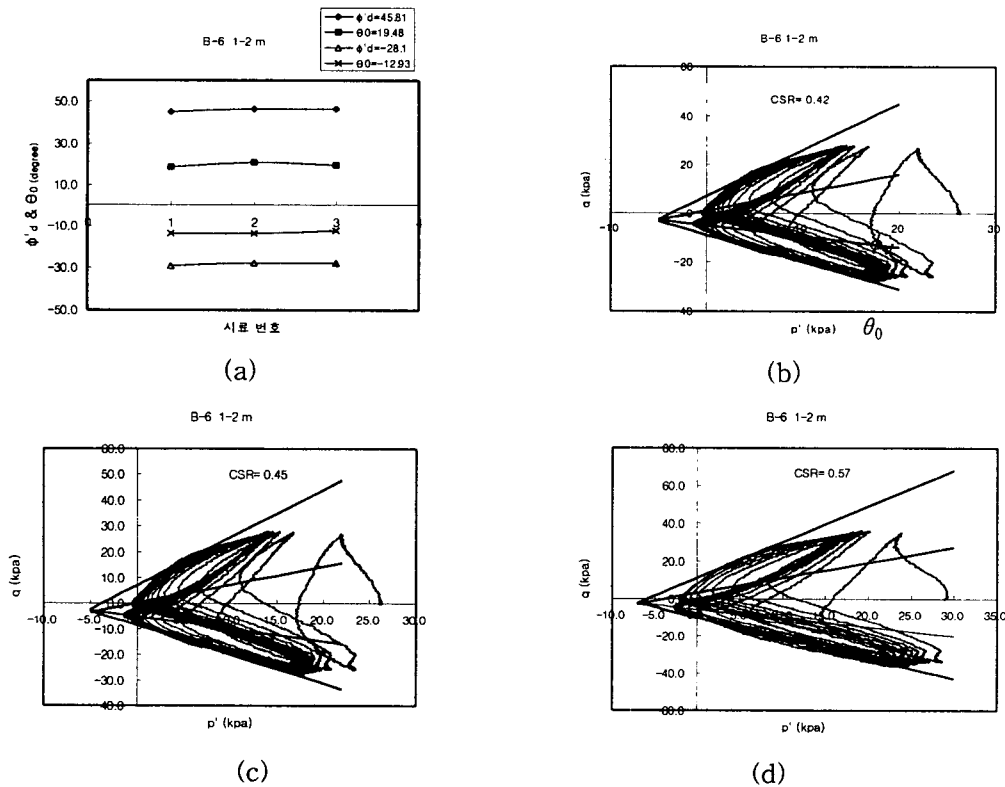 B-6 1-2 m
ϕ'd=45.81
θ0=19.48
ϕ'd=-28.1
θ0=-12.93
ϕ'd & θ0 (degree)
50.0
30.0
10.0
-10.0
-30.0
-50.0
1
2
3
시료 번호
(a)
B-6 1-2 m
CSR= 0.42
q (kpa)
60
40
20
0
-20
-40
-10
20
30
p' (kpa) θ0
(b)
B-6 1-2 m
CSR= 0.45
q (kpa)
60.0
50.0
40.0
30.0
20.0
10.0
0.0
-10.0
-20.0
-30.0
-40.0
-10.0
-5.0
15.0
20.0
25.0
30.0
p' (kpa)
(c)
B-6 1-2 m
CSR= 0.57
q (kpa)
80.0
60.0
40.0
20.0
-20.0
-40.0
-60.0
-10.0
-5.0
20.0
25.0
30.0
35.0
p' (kpa)
(d)